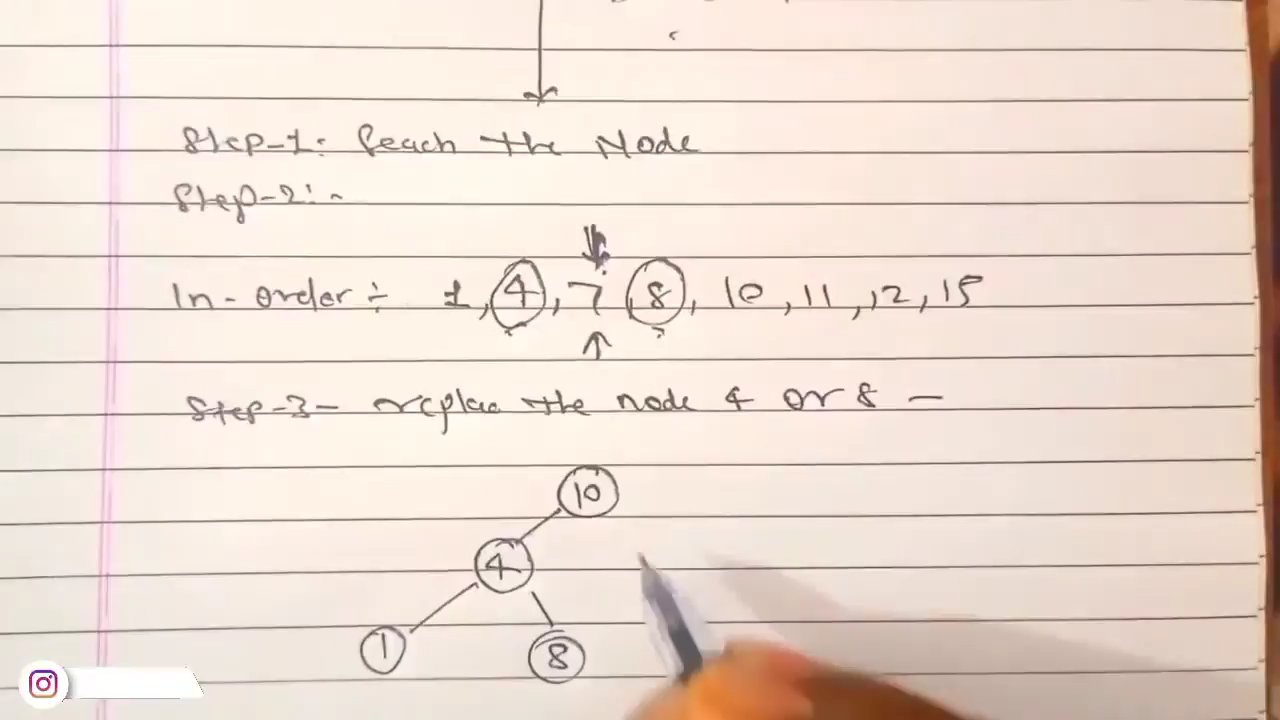 Step-1: Reach the Node
Step-2:-
In-order ÷ 1, 4, 7, 8, 10, 11, 12, 15
Step-3- replac the node 4 or 8 -
10
4
1 8